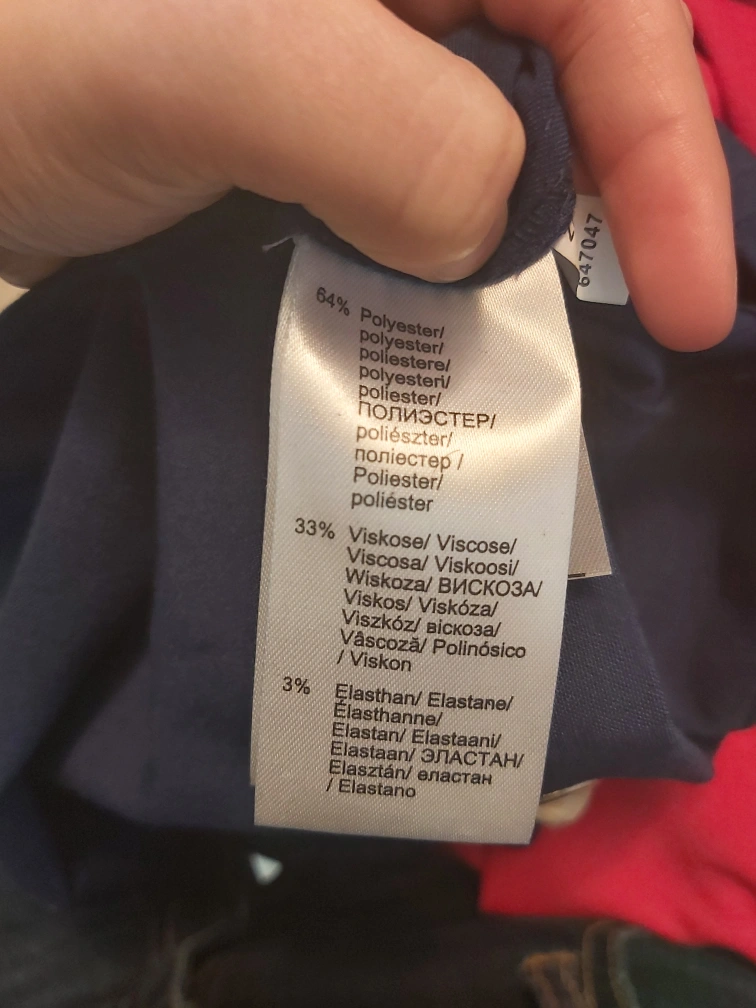 647047
64% Polyester/
polyester/
poliestere/
polyesteri/
poliester/
ПОЛИЭСТЕР/
poliészter/
поліестер /
Poliester/
poliéster
33% Viskose/ Viscose/
Viscosa/ Viskoosi/
Wiskoza/ ВИСКОЗА/
Viskos/ Viskóza/
Viszkóz/ віскоза/
Vâscoză/ Polinósico
/ Viskon
3% Elasthan/ Elastane/
Élasthanne/
Elastan/ Elastaani/
Elastaan/ ЭЛАСТАН/
Elasztán/ еластан
/ Elastano